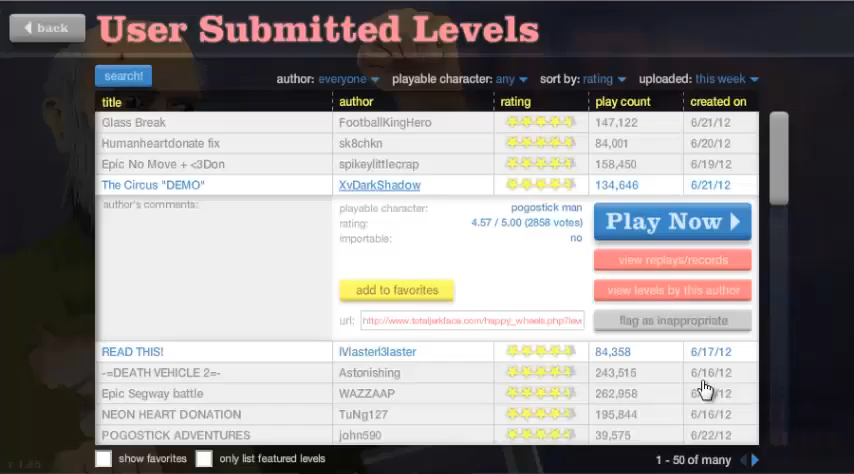 back User Submitted Levels
search! author: everyone playable character: any sort by: rating uploaded: this week
title author rating play count created on
Glass Break FootballKingHero 147,122 6/21/12
Humanheartdonate fix sk8chkn 84,001 6/20/12
Epic No Move + <3Don spikeylittlecrap 158,450 6/19/12
The Circus "DEMO" XvDarkShadow 134,646 6/21/12
author's comments:
playable character: pogostick man
rating: 4.57 / 5.00 (2858 votes)
importable: no
Play Now
view replays/records
add to favorites view levels by this author
url: http://www.totaljerkface.com/happy_wheels.php?leve
flag as inappropriate
READ THIS! 84,358 6/17/12
-=DEATH VEHICLE 2=- Astonishing 243,515 6/16/12
Epic Segway battle WAZZAAP 262,958
NEON HEART DONATION TuNg127 195,844 6/16/12
POGOSTICK ADVENTURES john590 39,575 6/22/12
show favorites only list featured levels 1 - 50 of many